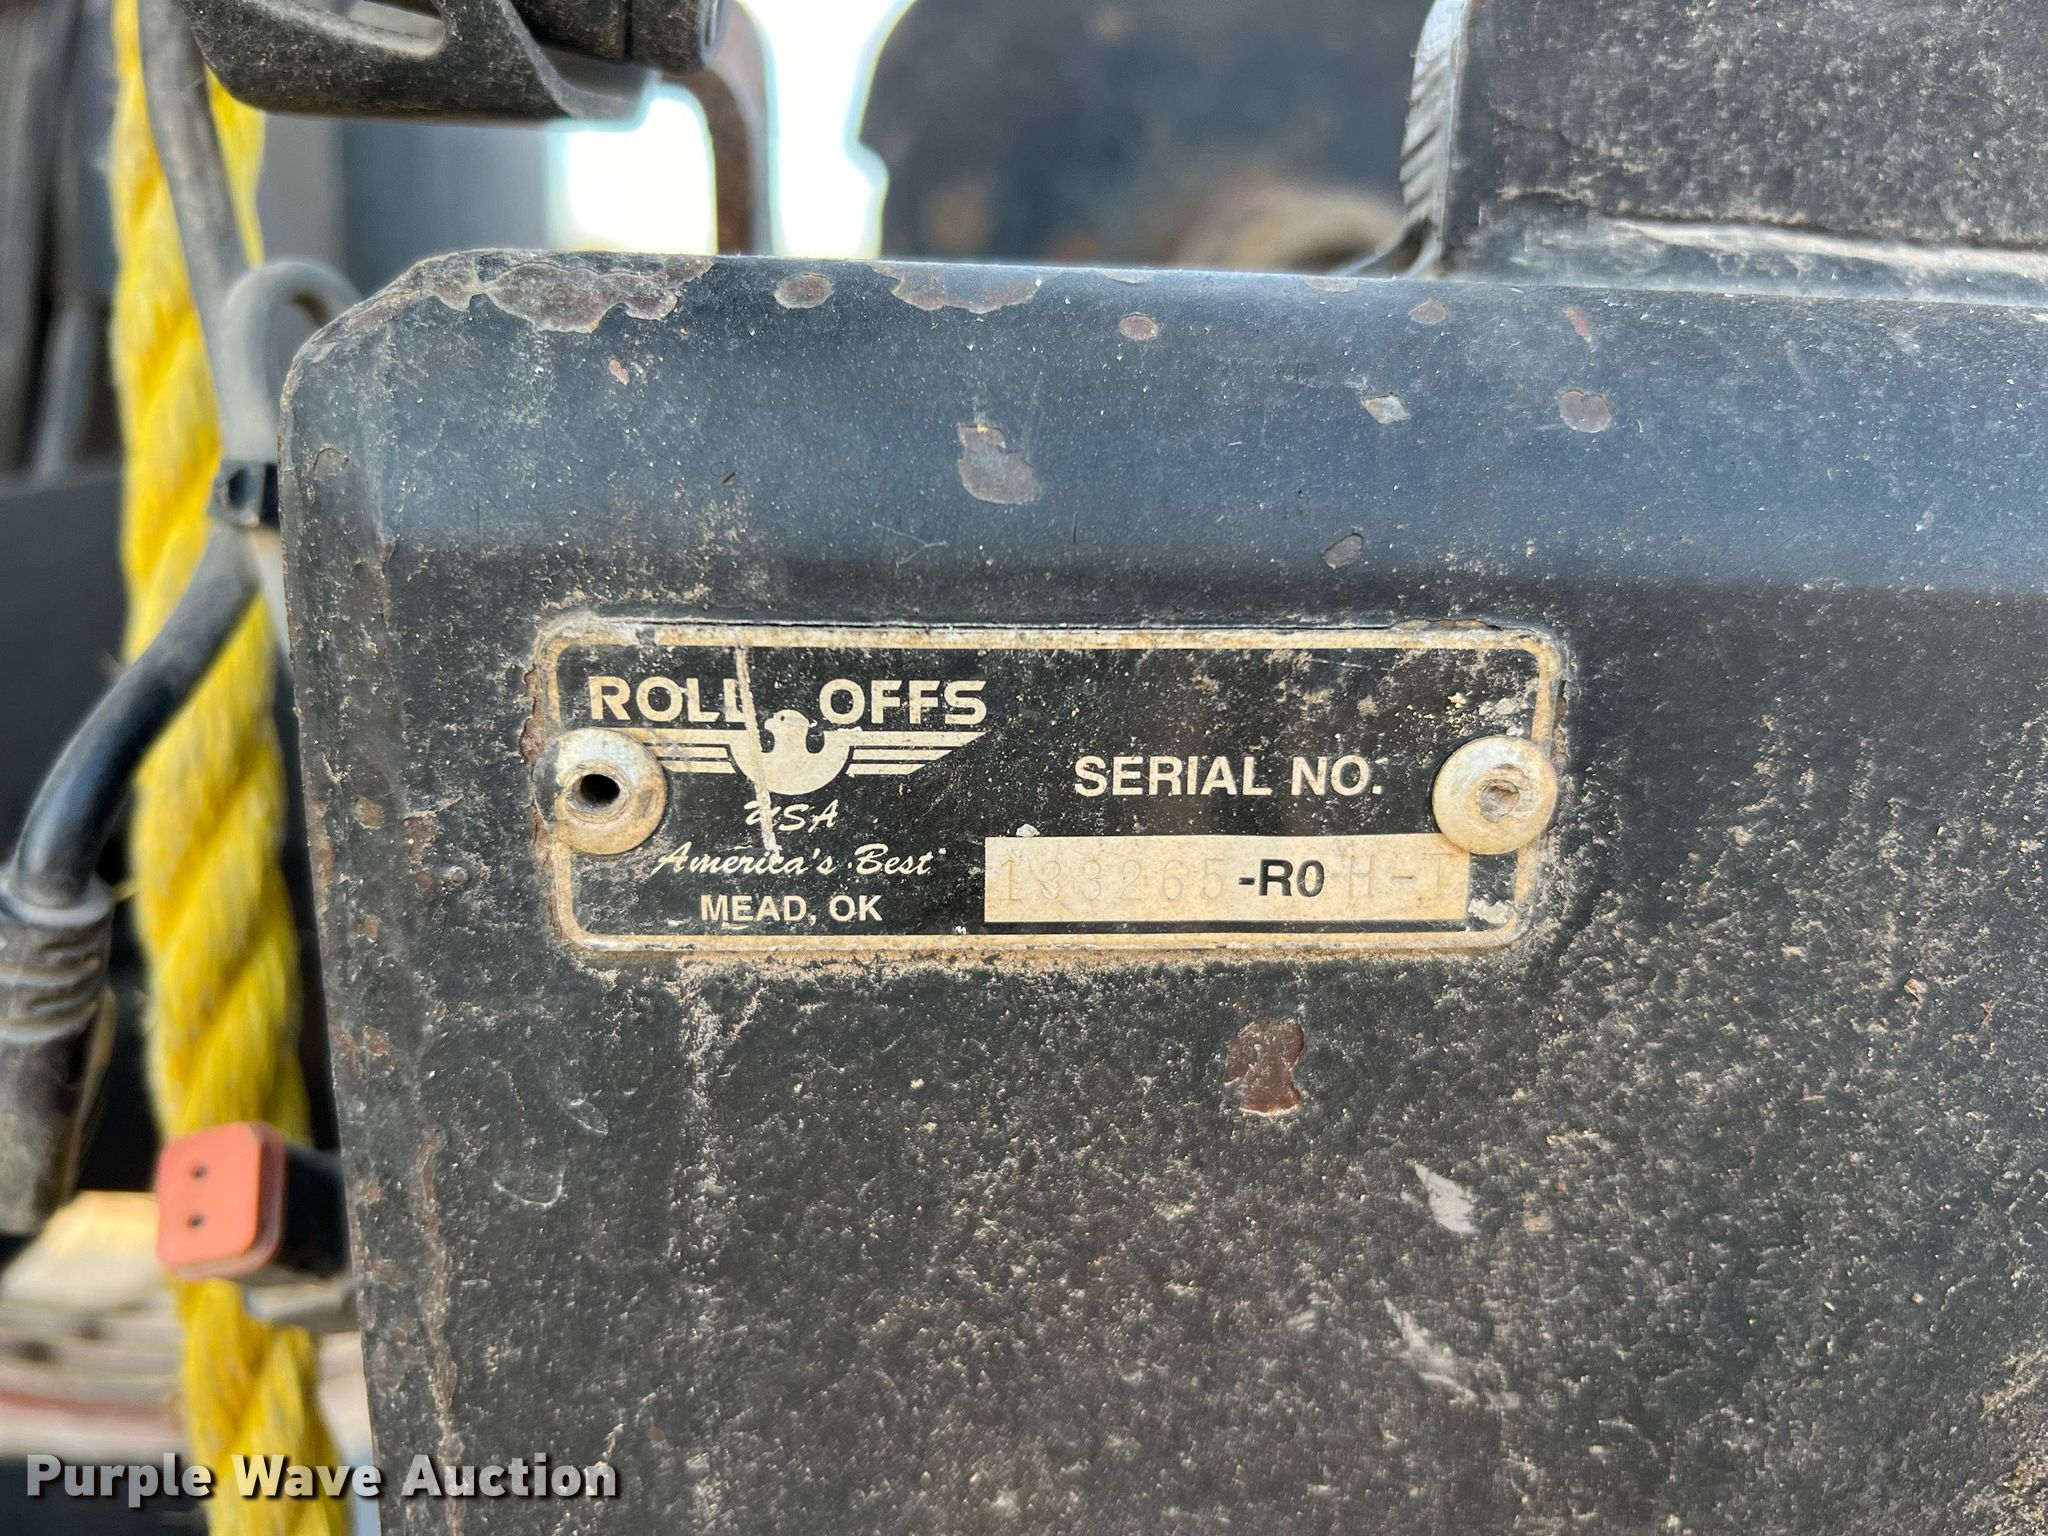 ROLL OFFS
USA
America's Best
MEAD, OK
SERIAL NO.
133265-R0 H-T
Purple Wave Auction